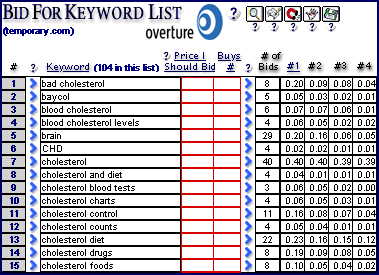 BID FOR KEYWORD LIST
(temporary.com)
overture
?
# ? Keyword (104 in this list) ? Price I Should Bid Buys # ? # of Bids #1 #2 #3 #4
1 ? bad cholesterol ? 8 0.20 0.09 0.08 0.04
2 ? baycol ? 5 0.05 0.03 0.02 0.01
3 ? blood cholesterol ? 6 0.07 0.07 0.06 0.01
4 ? blood cholesterol levels ? 4 0.06 0.05 0.02 0.02
5 ? brain ? 29 0.20 0.16 0.06 0.05
6 ? CHD ? 4 0.02 0.02 0.01 0.01
7 ? cholesterol ? 40 0.40 0.40 0.39 0.39
8 ? cholesterol and diet ? 4 0.04 0.01 0.01 0.01
9 ? cholesterol blood tests ? 3 0.06 0.05 0.02 0.00
10 ? cholesterol charts ? 4 0.06 0.05 0.04 0.01
11 ? cholesterol control ? 11 0.16 0.08 0.07 0.04
12 ? cholesterol counts ? 4 0.05 0.04 0.01 0.01
13 ? cholesterol diet ? 22 0.23 0.16 0.15 0.12
14 ? cholesterol drugs ? 8 0.19 0.09 0.08 0.05
15 ? cholesterol foods ? 8 0.10 0.05 0.04 0.02